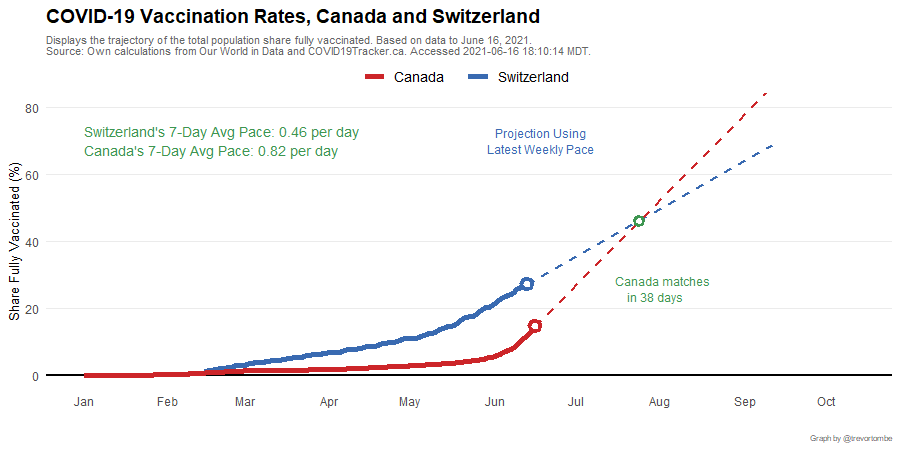 COVID-19 Vaccination Rates, Canada and Switzerland
Displays the trajectory of the total population share fully vaccinated. Based on data to June 16, 2021.
Source: Own calculations from Our World in Data and COVID19Tracker.ca. Accessed 2021-06-16 18:10:14 MDT.
Canada Switzerland
80
60
40
20
0
Share Fully Vaccinated (%)
Switzerland's 7-Day Avg Pace: 0.46 per day
Canada's 7-Day Avg Pace: 0.82 per day
Projection Using
Latest Weekly Pace
Canada matches
in 38 days
Jan Feb Mar Apr May Jun Jul Aug Sep Oct
Graph by @trevortombe